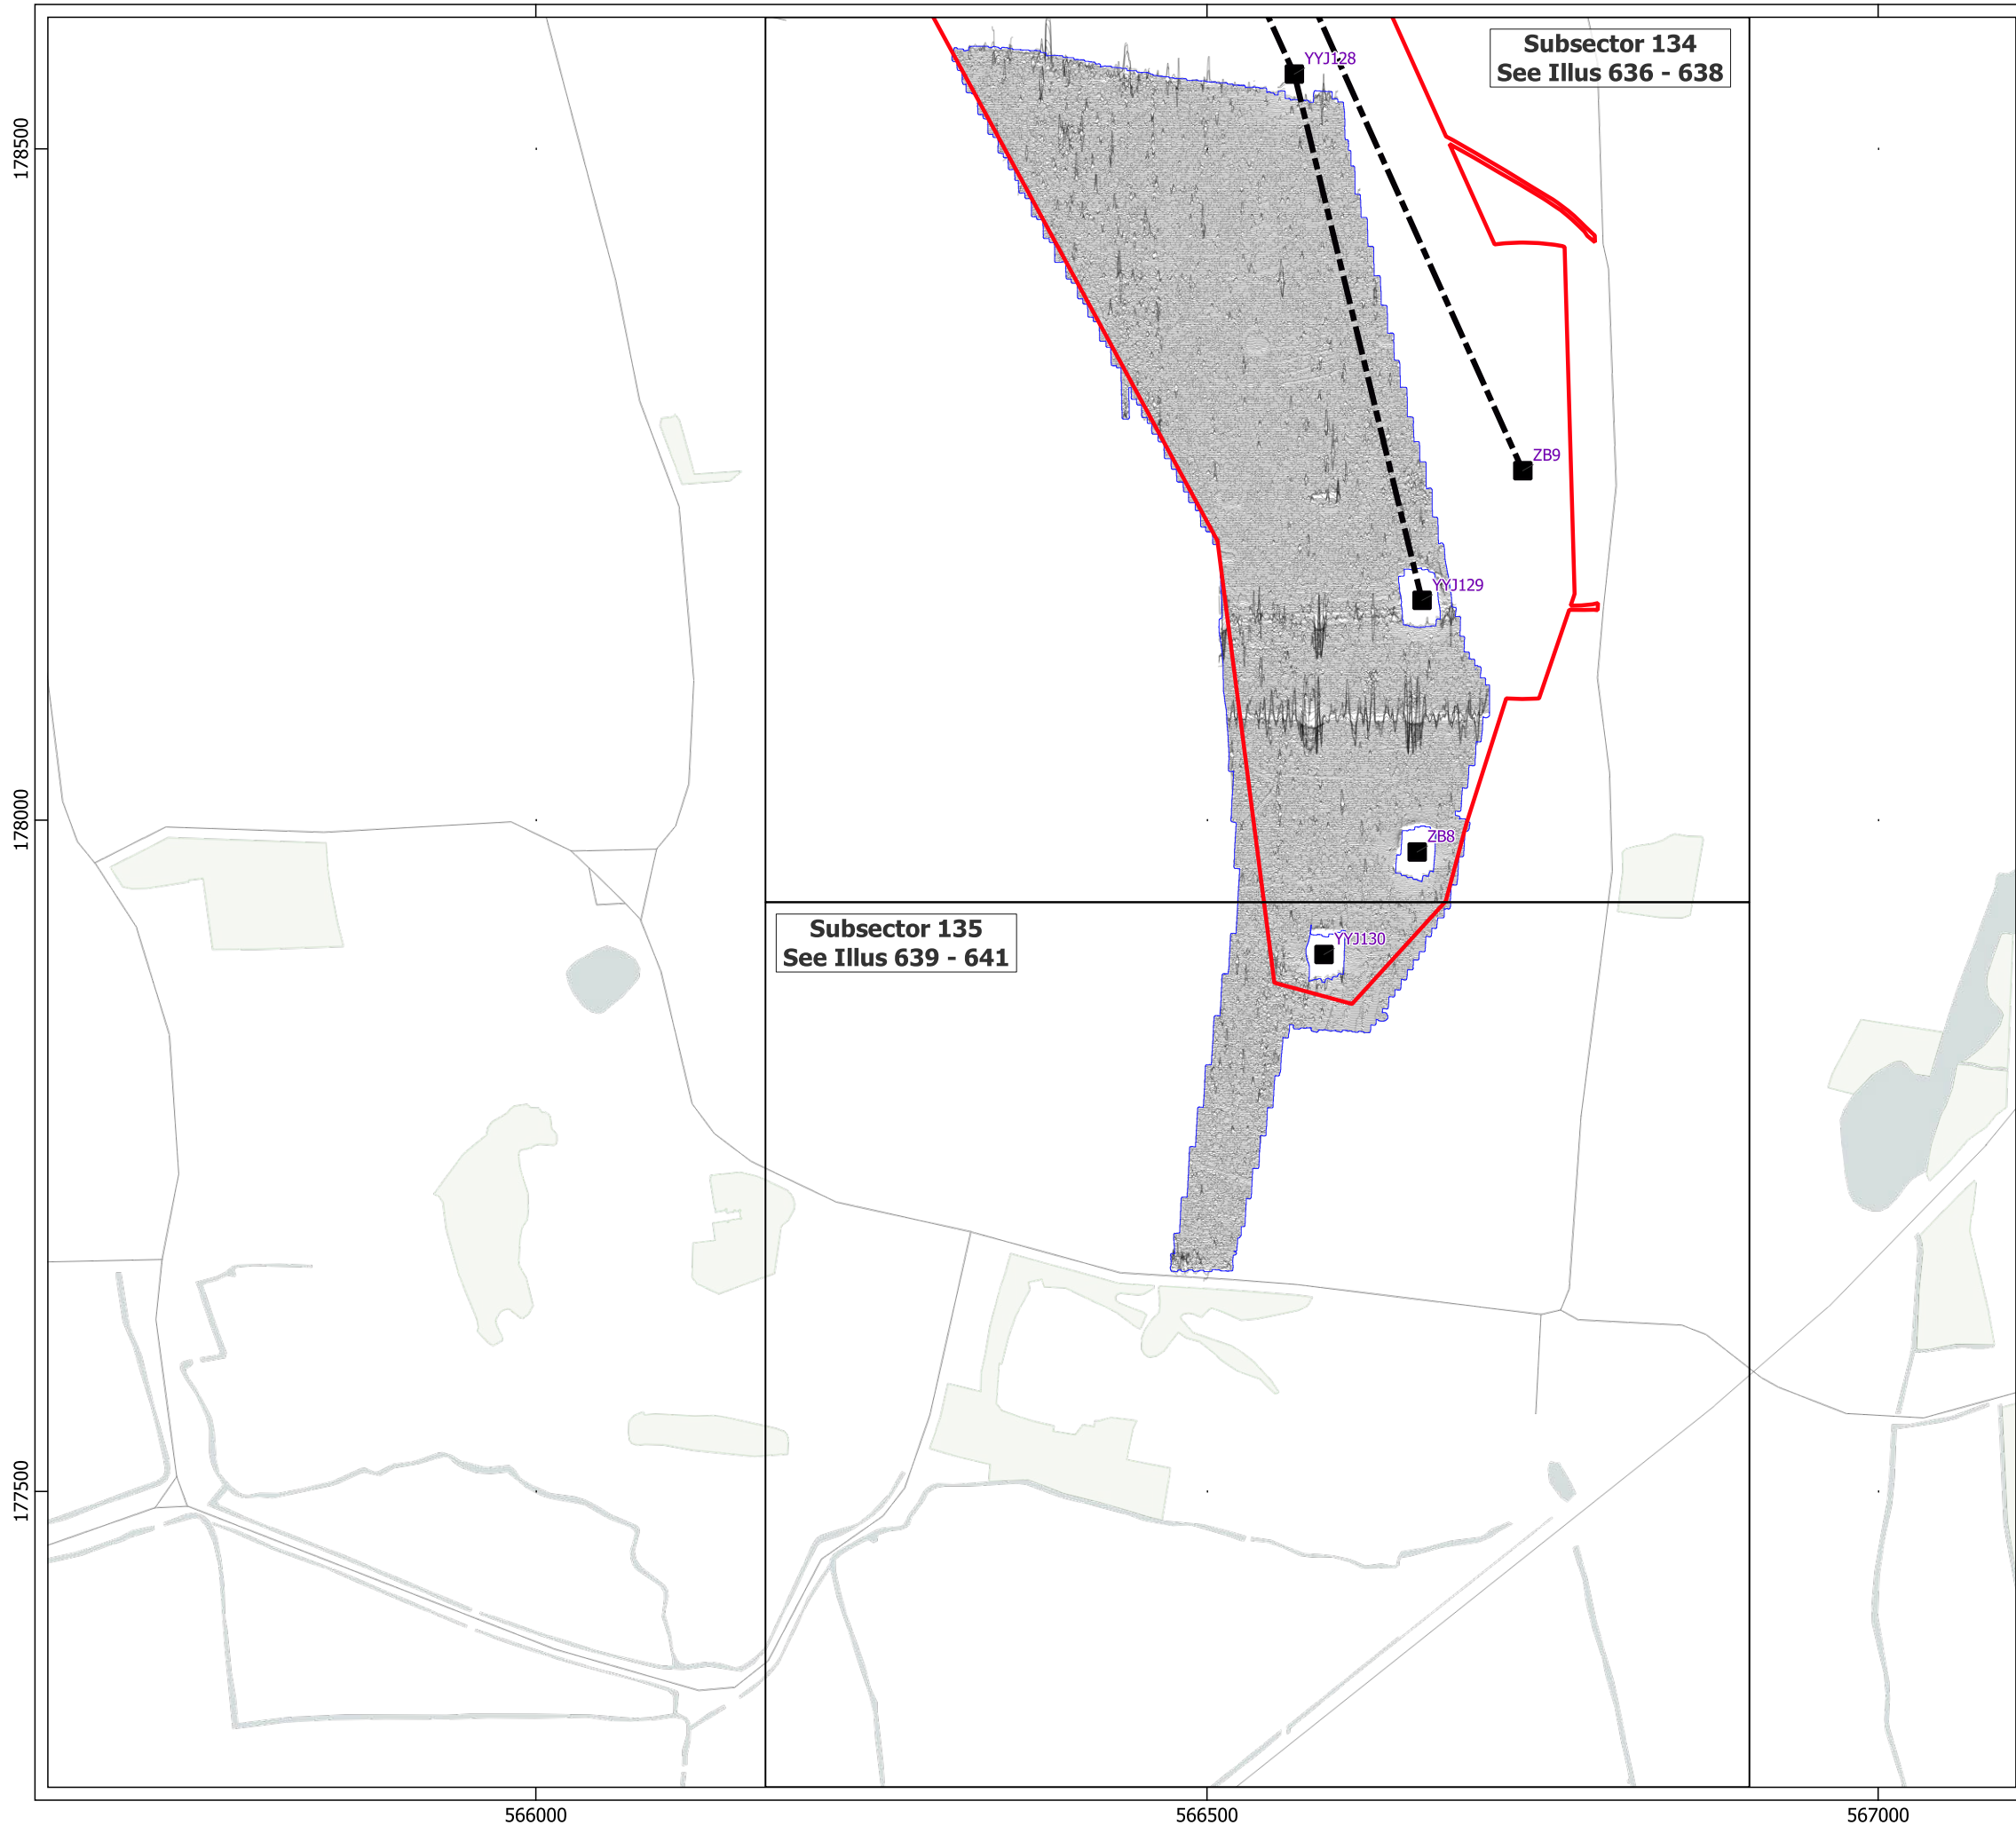 Subsector 134
See Illus 636 - 638
YYJ128
178500
ZB9
YYJ129
178000
ZB8
Subsector 135
See Illus 639 - 641
YYJ130
177500
566000
566500
567000